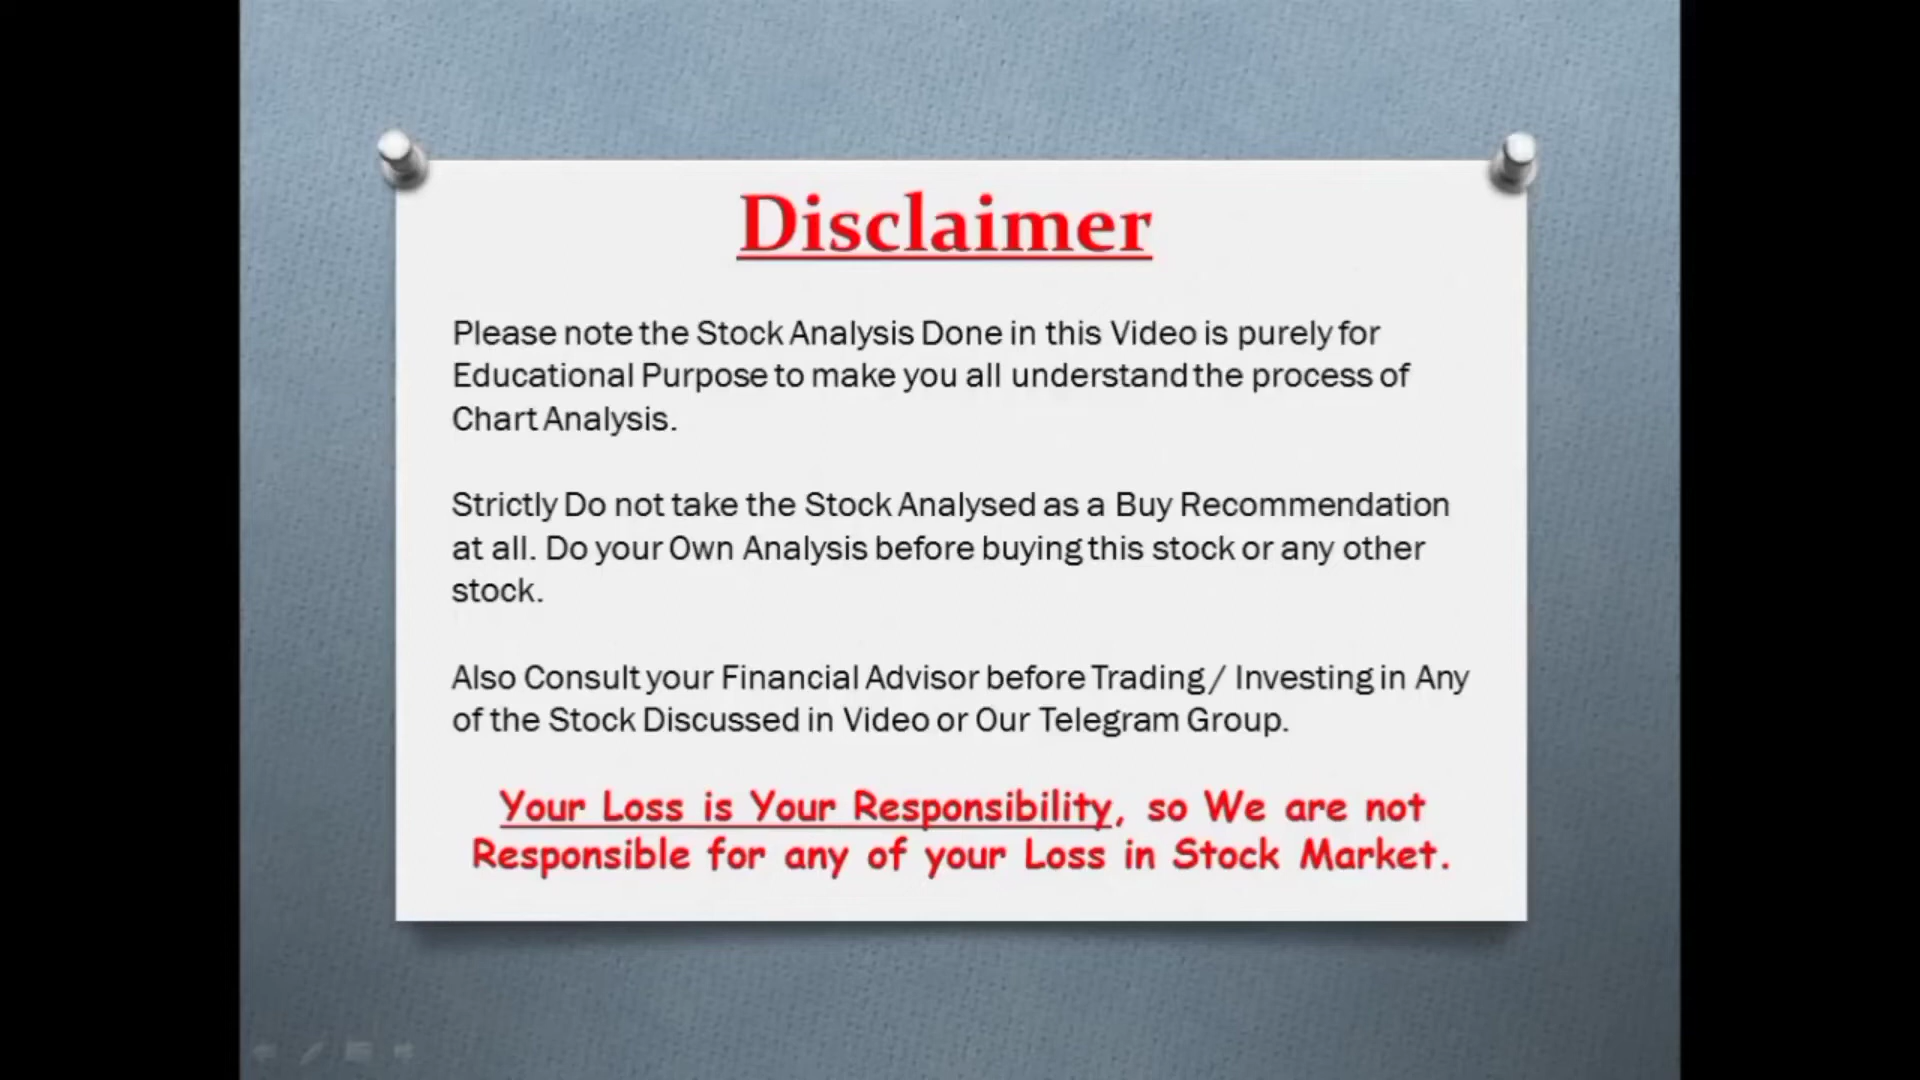 Disclaimer
Please note the Stock Analysis Done in this Video is purely for
Educational Purpose to make you all understand the process of
Chart Analysis.
Strictly Do not take the Stock Analysed as a Buy Recommendation
at all. Do your Own Analysis before buying this stock or any other
stock.
Also Consult your Financial Advisor before Trading/ Investing in Any
of the Stock Discussed in Video or Our Telegram Group.
Your Loss is Your Responsibility, so We are not
Responsible for any of your Loss in Stock Market.